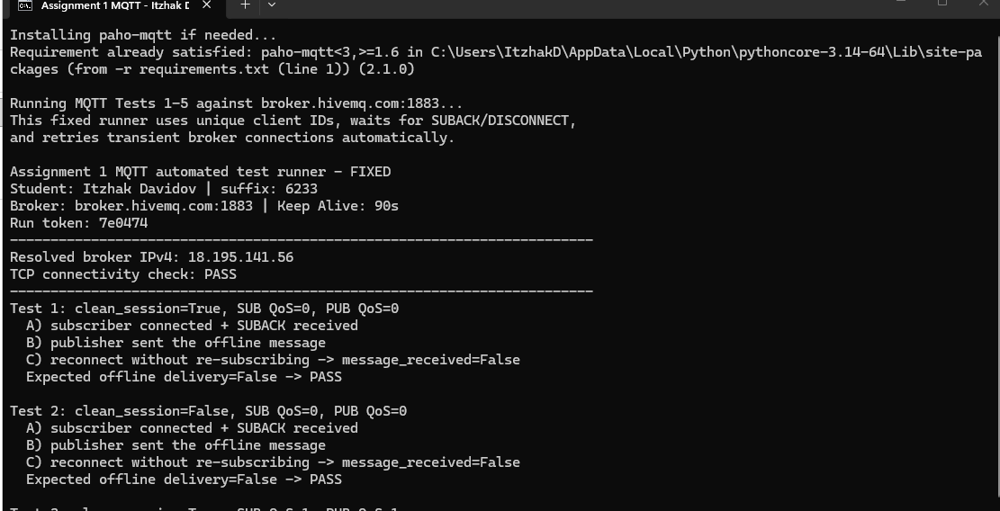 Assignment 1 MQTT - Itzhak D
Installing paho-mqtt if needed...
Requirement already satisfied: paho-mqtt<3,>=1.6 in C:\Users\ItzhakD\AppData\Local\Python\pythoncore-3.14-64\Lib\site-pa
ckages (from -r requirements.txt (line 1)) (2.1.0)
Running MQTT Tests 1-5 against broker.hivemq.com:1883...
This fixed runner uses unique client IDs, waits for SUBACK/DISCONNECT,
and retries transient broker connections automatically.
Assignment 1 MQTT automated test runner - FIXED
Student: Itzhak Davidov | suffix: 6233
Broker: broker.hivemq.com:1883 | Keep Alive: 90s
Run token: 7e0474
------------------------------------------------------------------------
Resolved broker IPv4: 18.195.141.56
TCP connectivity check: PASS
------------------------------------------------------------------------
Test 1: clean_session=True, SUB QoS=0, PUB QoS=0
A) subscriber connected + SUBACK received
B) publisher sent the offline message
C) reconnect without re-subscribing -> message_received=False
Expected offline delivery=False -> PASS
Test 2: clean_session=False, SUB QoS=0, PUB QoS=0
A) subscriber connected + SUBACK received
B) publisher sent the offline message
C) reconnect without re-subscribing -> message_received=False
Expected offline delivery=False -> PASS